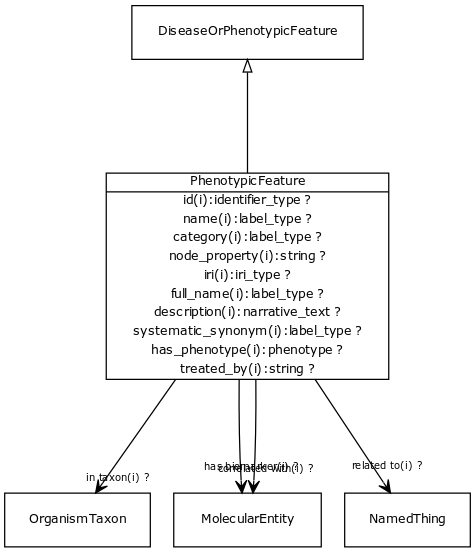 DiseaseOrPhenotypicFeature
PhenotypicFeature
id(i):identifier_type ?
name(i):label_type ?
category(i):label_type ?
node_property(i):string ?
iri(i):iri_type ?
full_name(i):label_type ?
description(i):narrative_text ?
systematic_synonym(i):label_type ?
has_phenotype(i):phenotype ?
treated_by(i):string ?
related to(i) ?
has biomarker(i) ?
correlated with(i) ?
in taxon(i) ?
OrganismTaxon
MolecularEntity
NamedThing